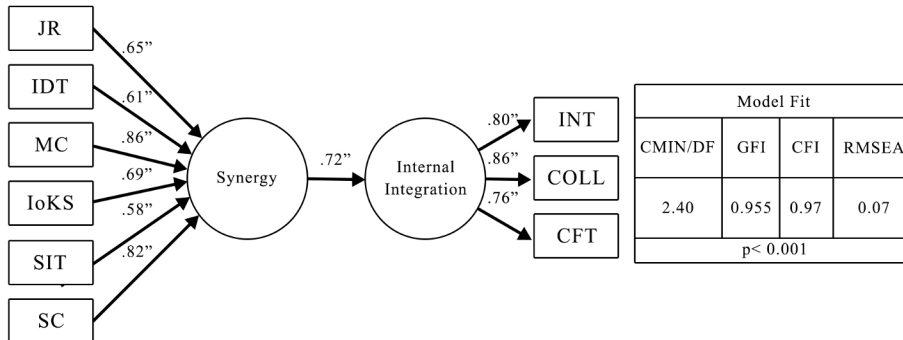 JR
IDT
MC
IoKS
SIT
SC
.65”
.61”
.86”
.69”
.58”
.82”
Synergy
.72”
Internal
Integration
.80”
.86”
.76”
INT
COLL
CFT
Model Fit
CMIN/DF GFI CFI RMSEA
2.40 0.955 0.97 0.07
p< 0.001